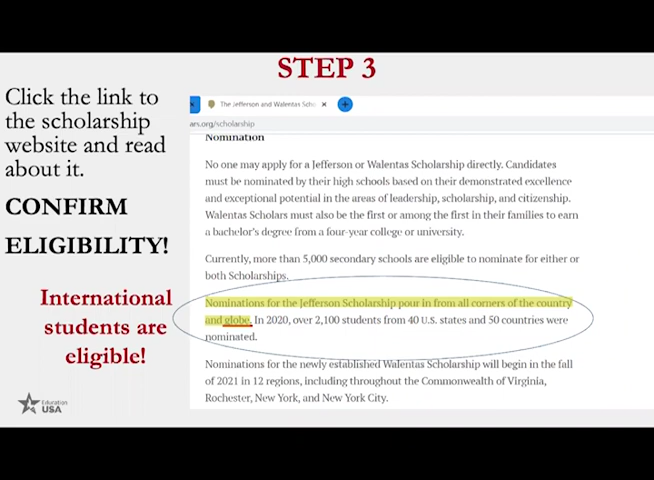 STEP 3
Click the link to
the scholarship
website and read
about it.
CONFIRM
ELIGIBILITY!
International
students are
eligible!
Education
USA
The Jefferson and Walentas Scho
ars.org/scholarship
Nomination
No one may apply for a Jefferson or Walentas Scholarship directly. Candidates
must be nominated by their high schools based on their demonstrated excellence
and exceptional potential in the areas of leadership, scholarship, and citizenship.
Walentas Scholars must also be the first or among the first in their families to earn
a bachelor's degree from a four-year college or university.
Currently, more than 5,000 secondary schools are eligible to nominate for either or
both Scholarships.
Nominations for the Jefferson Scholarship pour in from all corners of the country
and globe. In 2020, over 2,100 students from 40 U.S. states and 50 countries were
nominated.
Nominations for the newly established Walentas Scholarship will begin in the fall
of 2021 in 12 regions, including throughout the Commonwealth of Virginia,
Rochester, New York, and New York City.